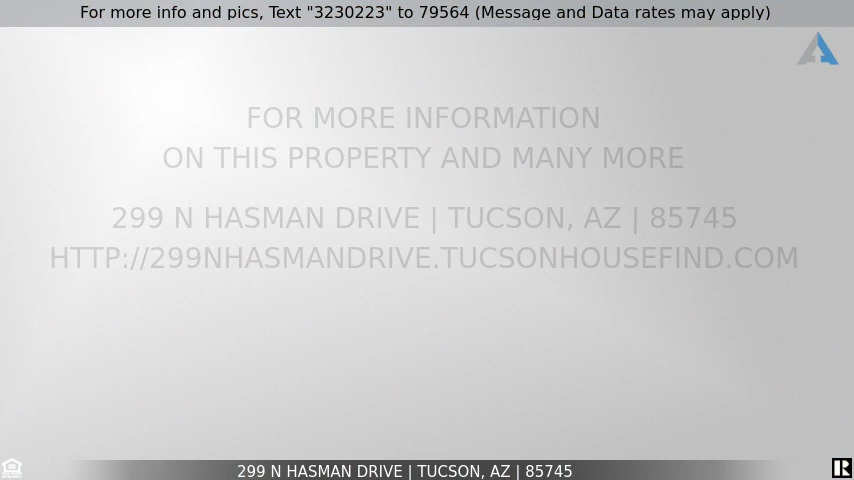 For more info and pics, Text "3230223" to 79564 (Message and Data rates may apply)
FOR MORE INFORMATION
ON THIS PROPERTY AND MANY MORE
299 N HASMAN DRIVE | TUCSON, AZ | 85745
HTTP://299NHASMANDRIVE.TUCSONHOUSEFIND.COM
299 N HASMAN DRIVE | TUCSON, AZ | 85745